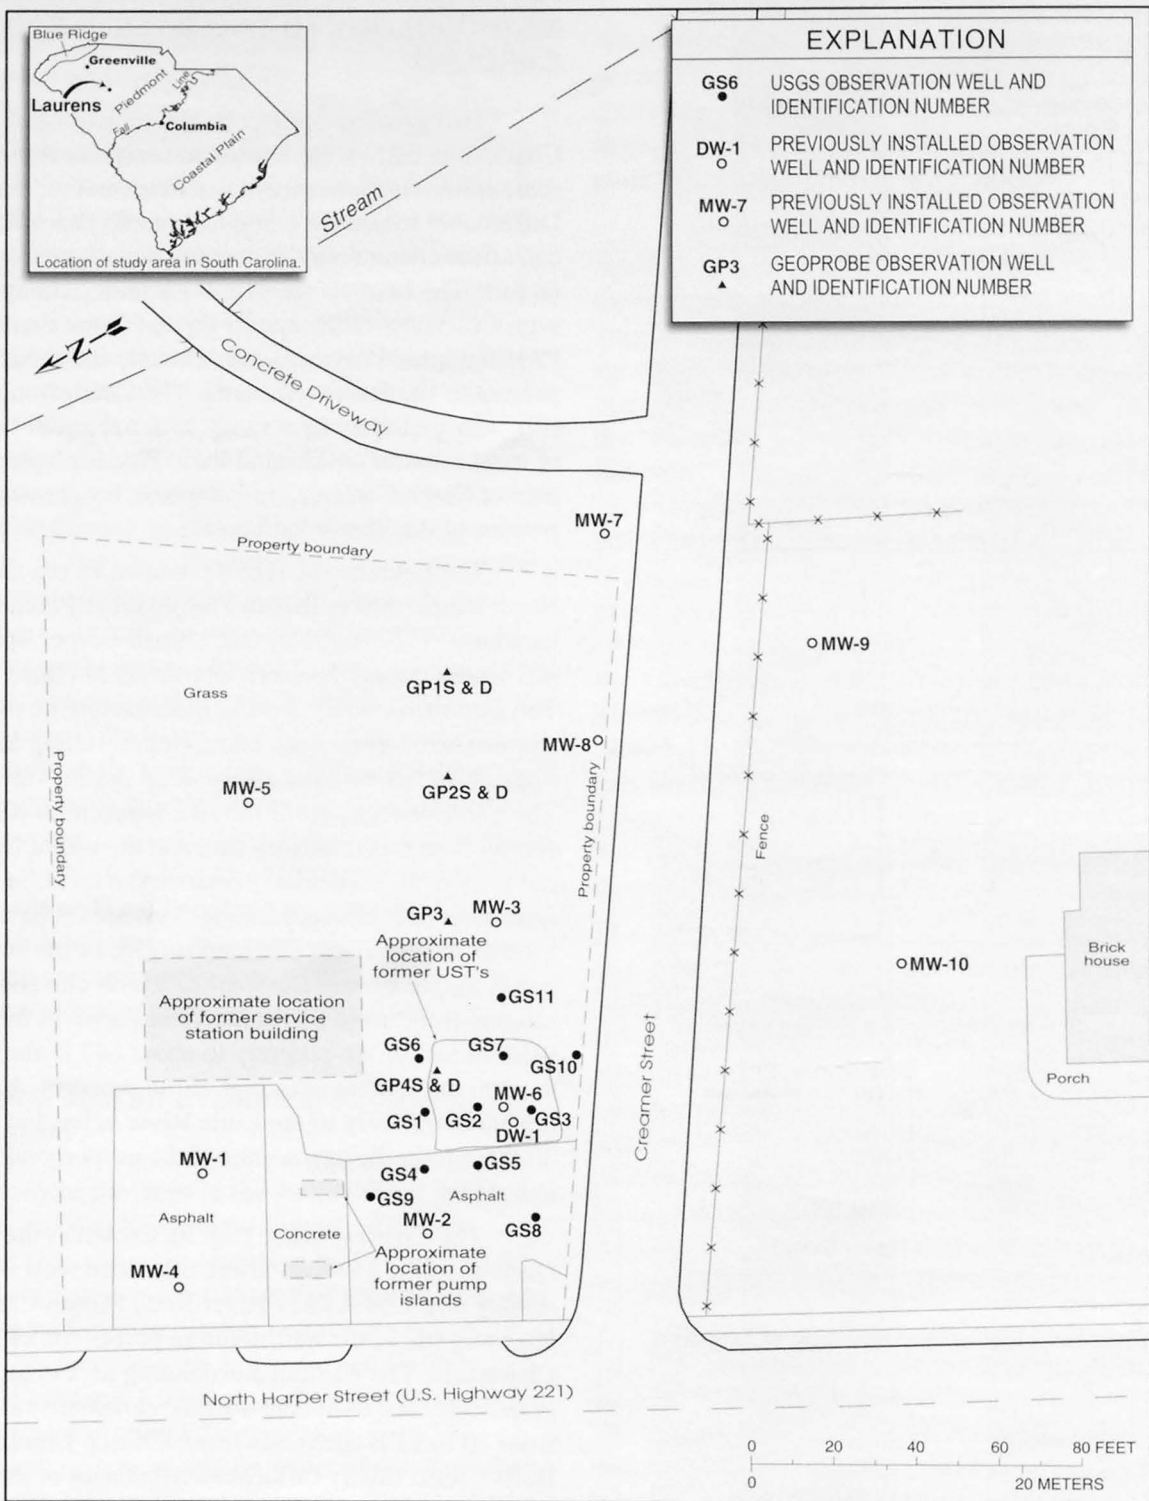 Blue Ridge
Greenville
Laurens
Piedmont
Fall
Line
Columbia
Coastal Plain
Location of study area in South Carolina.
EXPLANATION
GS6 USGS OBSERVATION WELL AND
IDENTIFICATION NUMBER
DW-1 PREVIOUSLY INSTALLED OBSERVATION
WELL AND IDENTIFICATION NUMBER
MW-7 PREVIOUSLY INSTALLED OBSERVATION
WELL AND IDENTIFICATION NUMBER
GP3 GEOPROBE OBSERVATION WELL
AND IDENTIFICATION NUMBER
Stream
N
Concrete Driveway
MW-7
Property boundary
MW-9
GP1S & D
Grass
MW-8
Property boundary
MW-5
GP2S & D
Property boundary
Fence
GP3
MW-3
Approximate
location of
former UST's
Brick
house
MW-10
GS11
Approximate location
of former service
station building
GS6
GS7
GS10
GP4S & D
Porch
MW-6
GS1
GS2
GS3
DW-1
Creamer Street
MW-1
GS4
GS5
GS9
Asphalt
Asphalt
MW-2
GS8
Concrete
Approximate
location of
former pump
islands
MW-4
North Harper Street (U.S. Highway 221)
0 20 40 60 80 FEET
0 20 METERS